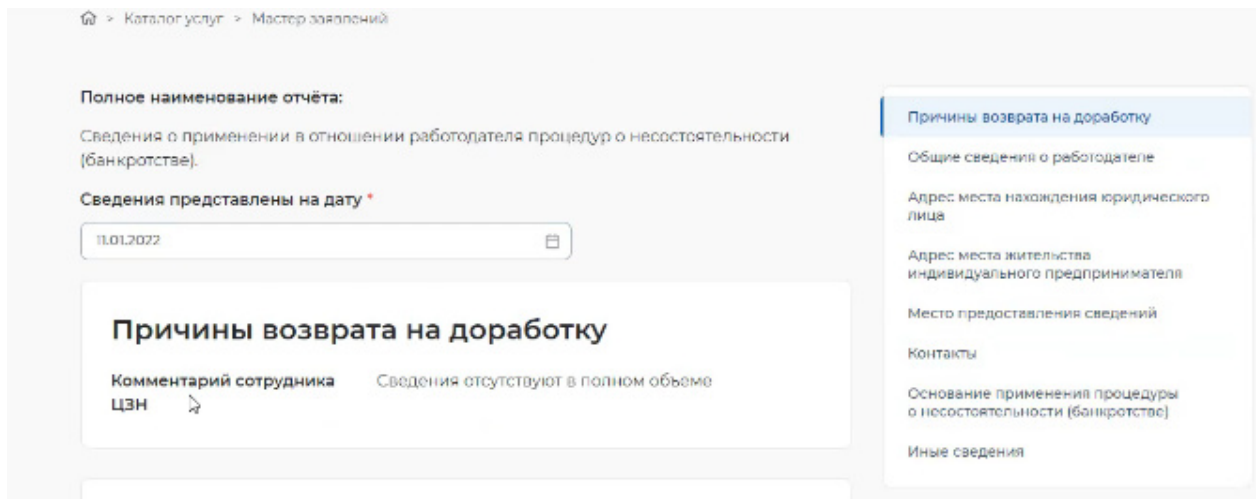 > Каталог услуг > Мастер заявлений
Полное наименование отчёта:
Сведения о применении в отношении работодателя процедур о несостоятельности
(банкротстве).
Сведения представлены на дату *
11.01.2022
Причины возврата на доработку
Комментарий сотрудника
ЦЗН
Сведения отсутствуют в полном объеме
Причины возврата на доработку
Общие сведения о работодателе
Адрес места нахождения юридического
лица
Адрес места жительства
индивидуального предпринимателя
Место предоставления сведений
Контакты
Основание применения процедуры
о несостоятельности (банкротстве)
Иные сведения